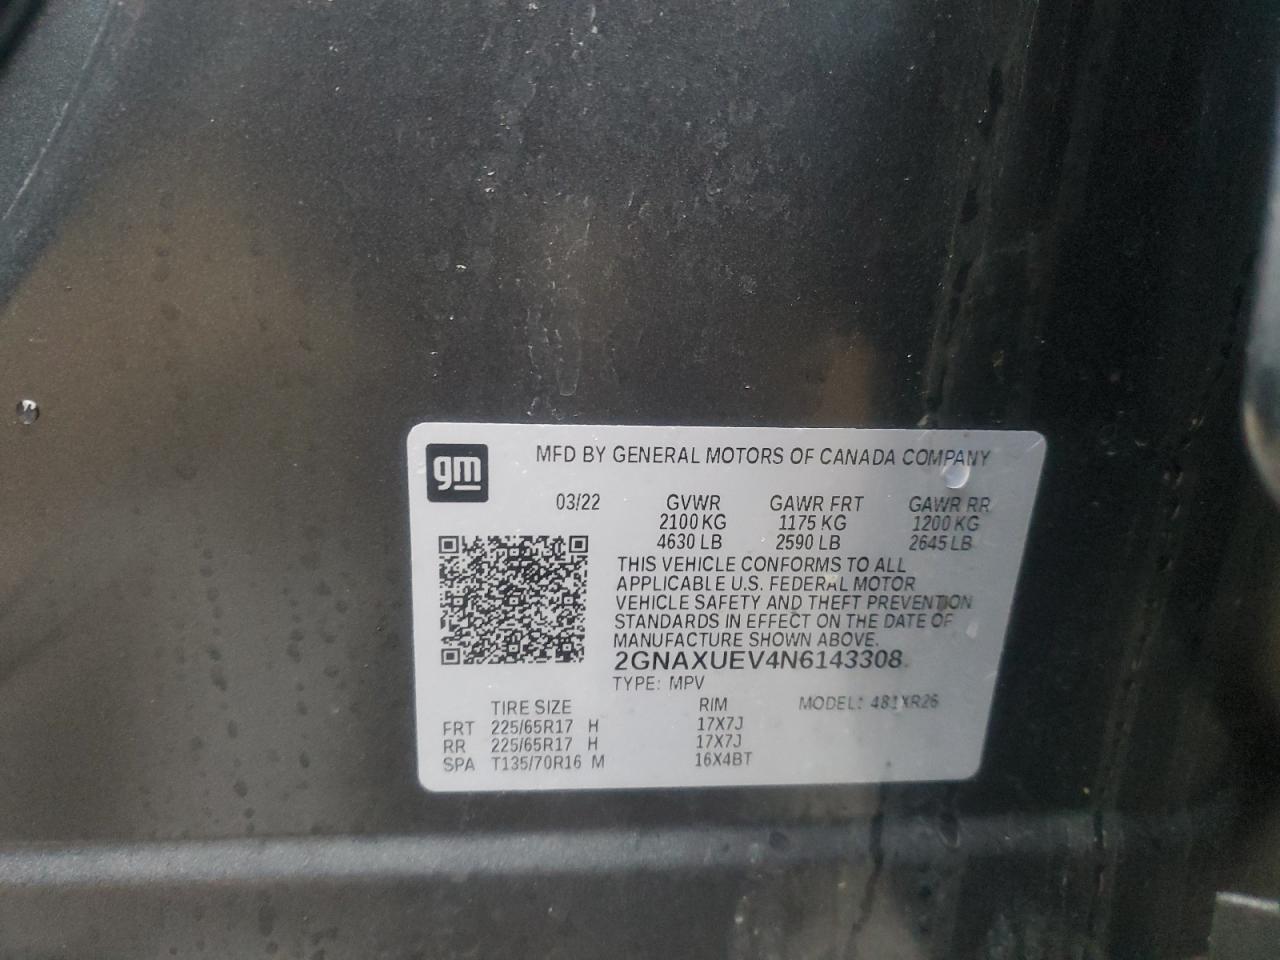 gm
MFD BY GENERAL MOTORS OF CANADA COMPANY
03/22 GVWR GAWR FRT GAWR RR
2100 KG 1175 KG 1200 KG
4630 LB 2590 LB 2645 LB
THIS VEHICLE CONFORMS TO ALL
APPLICABLE U.S. FEDERAL MOTOR
VEHICLE SAFETY AND THEFT PREVENTION
STANDARDS IN EFFECT ON THE DATE OF
MANUFACTURE SHOWN ABOVE.
2GNAXUEV4N6143308
TYPE: MPV
TIRE SIZE RIM MODEL: 481XR26
FRT 225/65R17 H 17X7J
RR 225/65R17 H 17X7J
SPA T135/70R16 M 16X4BT